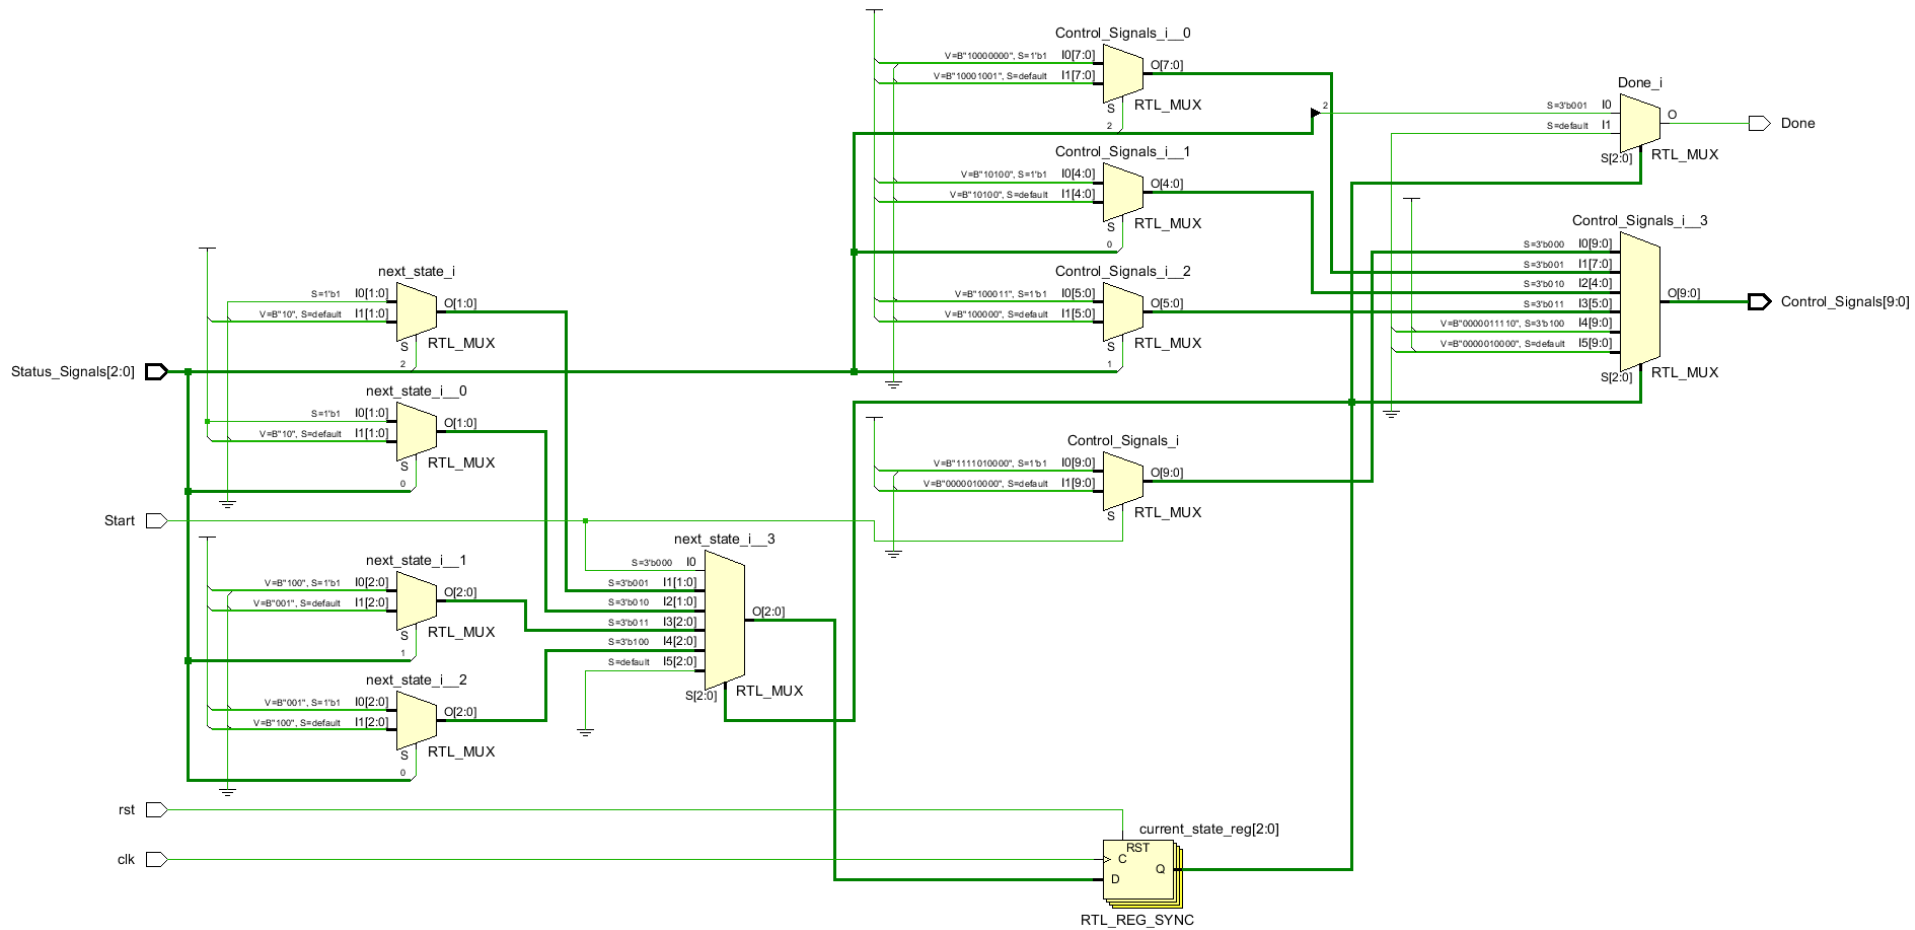 Control_Signals_i__0
V=B"10000000", S=1'b1 I0[7:0]
V=B"10001001", S=default I1[7:0]
O[7:0]
S
RTL_MUX
2
Control_Signals_i__1
V=B"10100", S=1'b1 I0[4:0]
V=B"10100", S=default I1[4:0]
O[4:0]
S
RTL_MUX
0
Control_Signals_i__2
V=B"100011", S=1'b1 I0[5:0]
V=B"100000", S=default I1[5:0]
O[5:0]
S
RTL_MUX
1
2
Done_i
S=3'b001 I0
S=default I1
O
S[2:0]
RTL_MUX
Done
Control_Signals_i__3
S=3'b000 I0[9:0]
S=3'b001 I1[7:0]
S=3'b010 I2[4:0]
S=3'b011 I3[5:0]
V=B"0000011110", S=3'b100 I4[9:0]
V=B"0000010000", S=default I5[9:0]
O[9:0]
S[2:0]
RTL_MUX
Control_Signals[9:0]
next_state_i
S=1'b1 I0[1:0]
V=B"10", S=default I1[1:0]
O[1:0]
S
RTL_MUX
2
Status_Signals[2:0]
next_state_i__0
S=1'b1 I0[1:0]
V=B"10", S=default I1[1:0]
O[1:0]
S
RTL_MUX
0
Control_Signals_i
V=B"1111010000", S=1'b1 I0[9:0]
V=B"0000010000", S=default I1[9:0]
O[9:0]
S
RTL_MUX
Start
next_state_i__1
V=B"100", S=1'b1 I0[2:0]
V=B"001", S=default I1[2:0]
O[2:0]
S
RTL_MUX
1
next_state_i__3
S=3'b000 I0
S=3'b001 I1[1:0]
S=3'b010 I2[1:0]
S=3'b011 I3[2:0]
S=3'b100 I4[2:0]
S=default I5[2:0]
O[2:0]
S[2:0]
RTL_MUX
next_state_i__2
V=B"001", S=1'b1 I0[2:0]
V=B"100", S=default I1[2:0]
O[2:0]
S
RTL_MUX
0
rst
clk
current_state_reg[2:0]
RST
C
D
Q
RTL_REG_SYNC